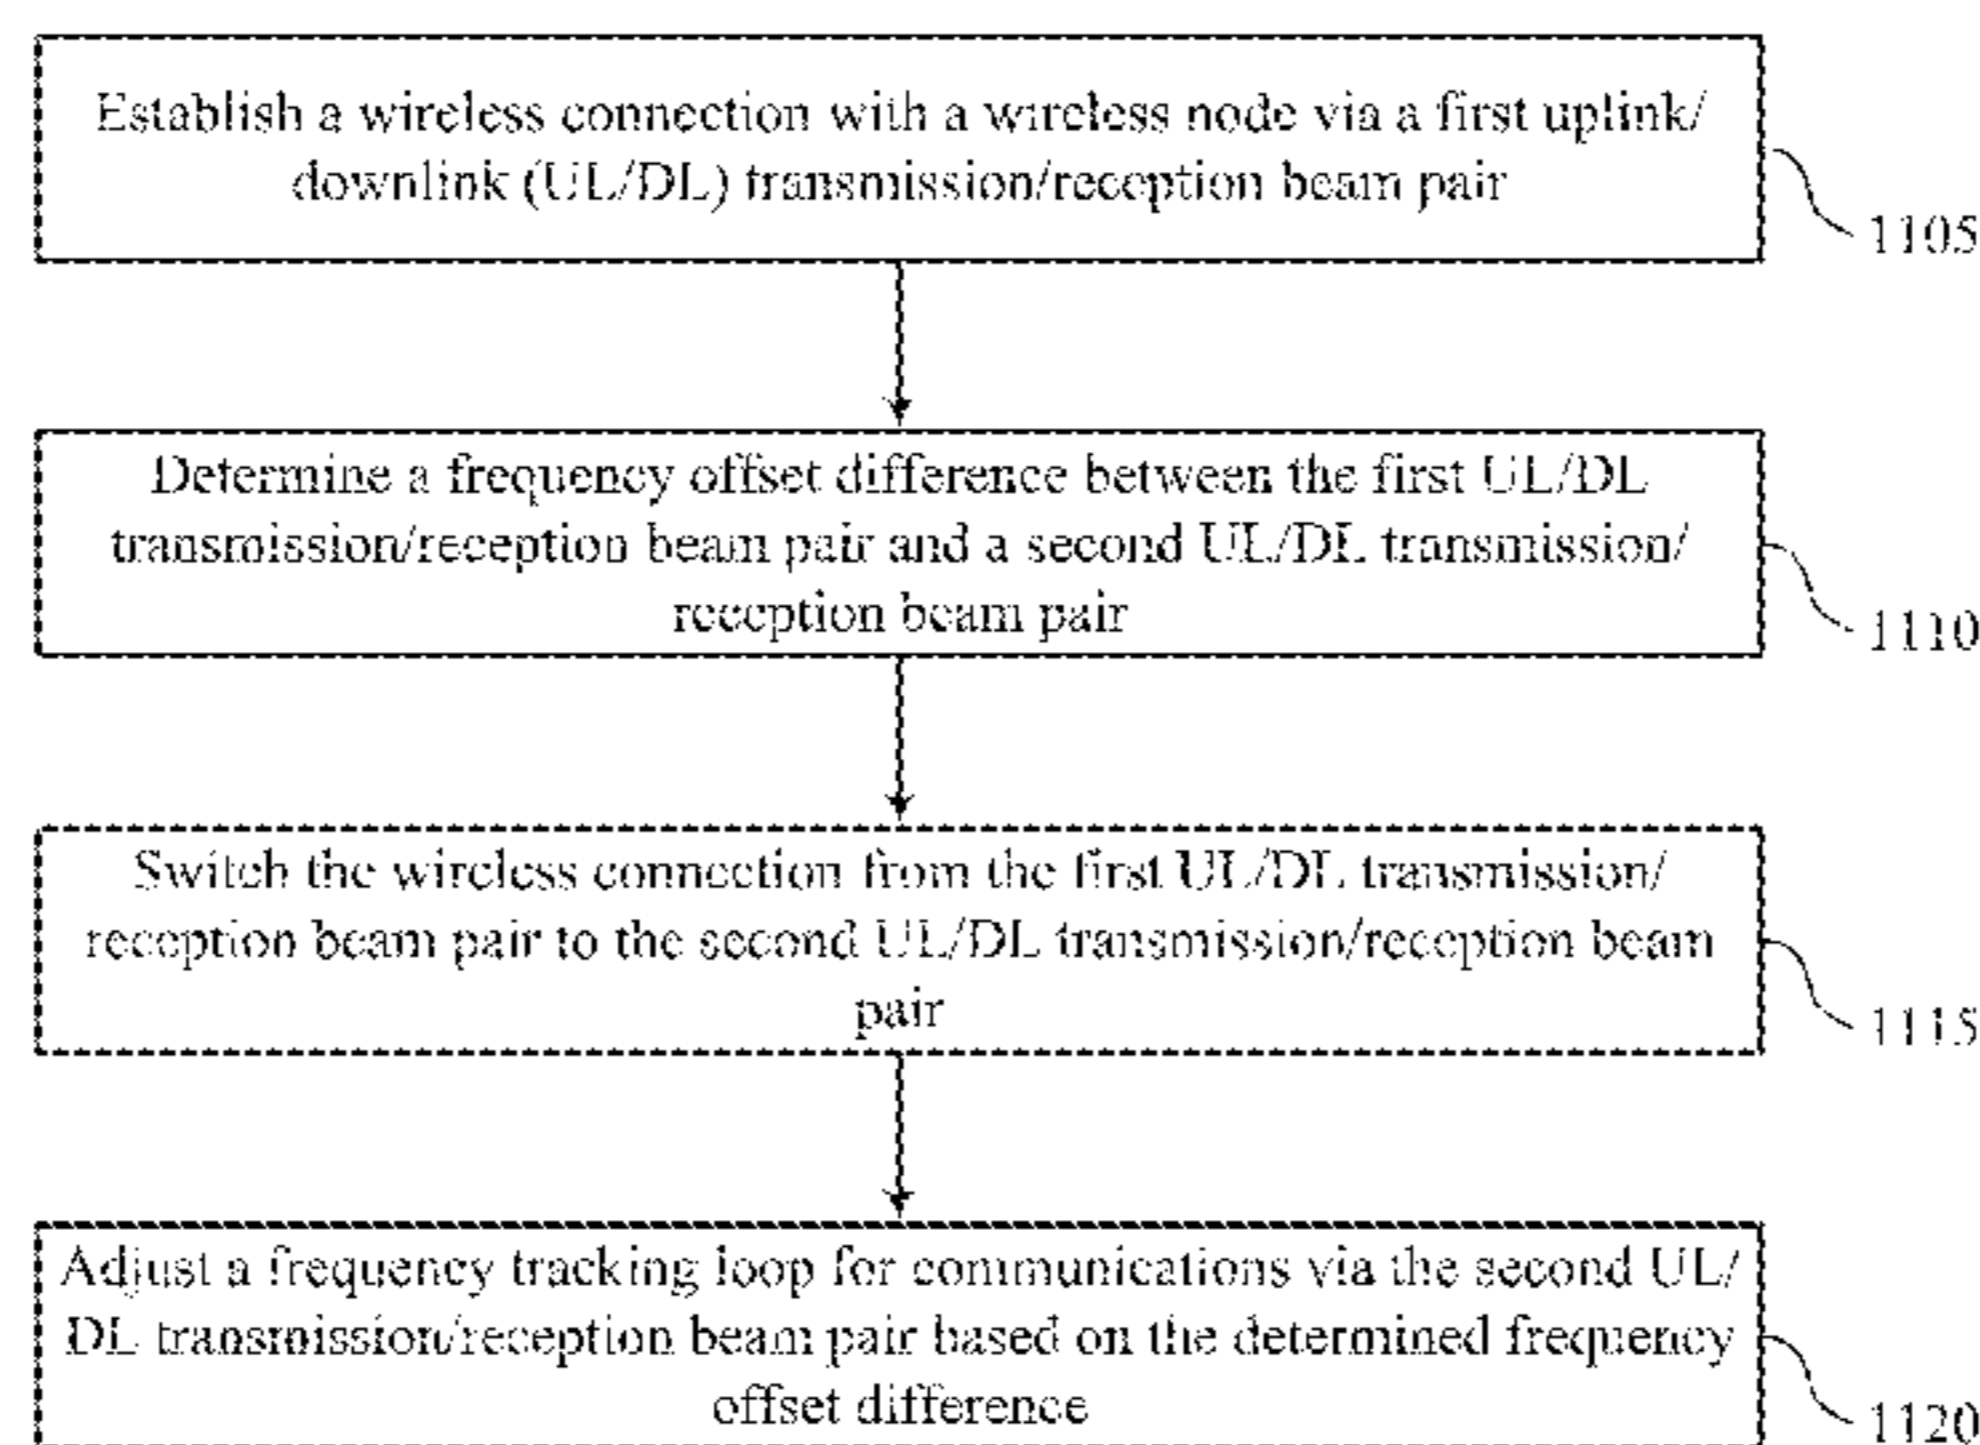 Establish a wireless connection with a wireless node via a first uplink/
downlink (UL/DL) transmission/reception beam pair
1105
Determine a frequency offset difference between the first UL/DL
transmission/reception beam pair and a second UL/DL transmission/
reception beam pair
1110
Switch the wireless connection from the first UL/DL transmission/
reception beam pair to the second UL/DL transmission/reception beam
pair
1115
Adjust a frequency tracking loop for communications via the second UL/
DL transmission/reception beam pair based on the determined frequency
offset difference
1120